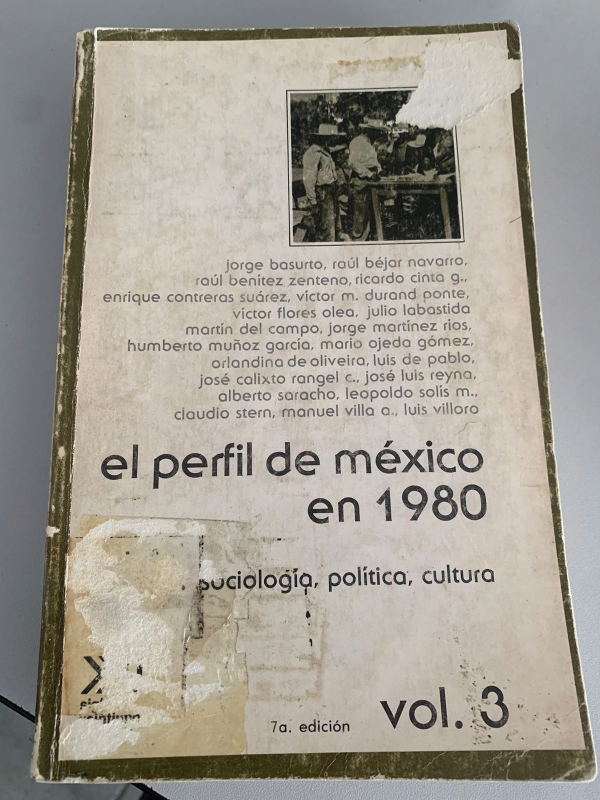 jorge basurto, raúl béjar navarro,
raúl benítez zenteno, ricardo cinta g.,
enrique contreras suárez, víctor m. durand ponte,
víctor flores olea, julio labastida
martín del campo, jorge martínez ríos,
humberto muñoz garcía, mario ojeda gómez,
orlandina de oliveira, luis de pablo,
josé calixto rangel c., josé luis reyna,
alberto saracho, leopoldo solís m.,
claudio stern, manuel villa a., luis villoro
el perfil de méxico
en 1980
sociología, política, cultura
7a. edición
vol. 3